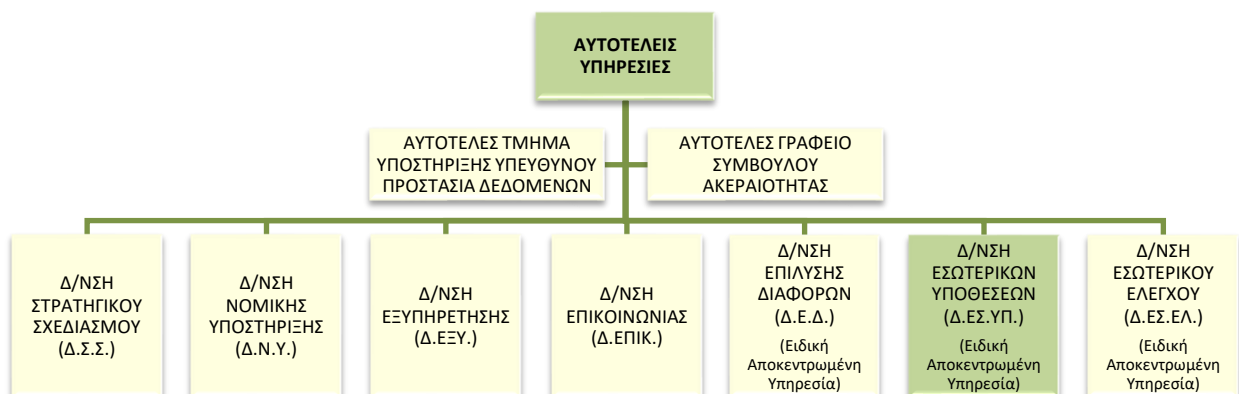 ΑΥΤΟΤΕΛΕΙΣ
ΥΠΗΡΕΣΙΕΣ
ΑΥΤΟΤΕΛΕΣ ΤΜΗΜΑ
ΥΠΟΣΤΗΡΙΞΗΣ ΥΠΕΥΘΥΝΟΥ
ΠΡΟΣΤΑΣΙΑ ΔΕΔΟΜΕΝΩΝ
ΑΥΤΟΤΕΛΕΣ ΓΡΑΦΕΙΟ
ΣΥΜΒΟΥΛΟΥ
ΑΚΕΡΑΙΟΤΗΤΑΣ
Δ/ΝΣΗ
ΣΤΡΑΤΗΓΙΚΟΥ
ΣΧΕΔΙΑΣΜΟΥ
(Δ.Σ.Σ.)
Δ/ΝΣΗ
ΝΟΜΙΚΗΣ
ΥΠΟΣΤΗΡΙΞΗΣ
(Δ.Ν.Υ.)
Δ/ΝΣΗ
ΕΞΥΠΗΡΕΤΗΣΗΣ
(Δ.ΕΞΥ.)
Δ/ΝΣΗ
ΕΠΙΚΟΙΝΩΝΙΑΣ
(Δ.ΕΠΙΚ.)
Δ/ΝΣΗ
ΕΠΙΛΥΣΗΣ
ΔΙΑΦΟΡΩΝ
(Δ.Ε.Δ.)
(Ειδική
Αποκεντρωμένη
Υπηρεσία)
Δ/ΝΣΗ
ΕΣΩΤΕΡΙΚΩΝ
ΥΠΟΘΕΣΕΩΝ
(Δ.ΕΣ.ΥΠ.)
(Ειδική
Αποκεντρωμένη
Υπηρεσία)
Δ/ΝΣΗ
ΕΣΩΤΕΡΙΚΟΥ
ΕΛΕΓΧΟΥ
(Δ.ΕΣ.ΕΛ.)
(Ειδική
Αποκεντρωμένη
Υπηρεσία)